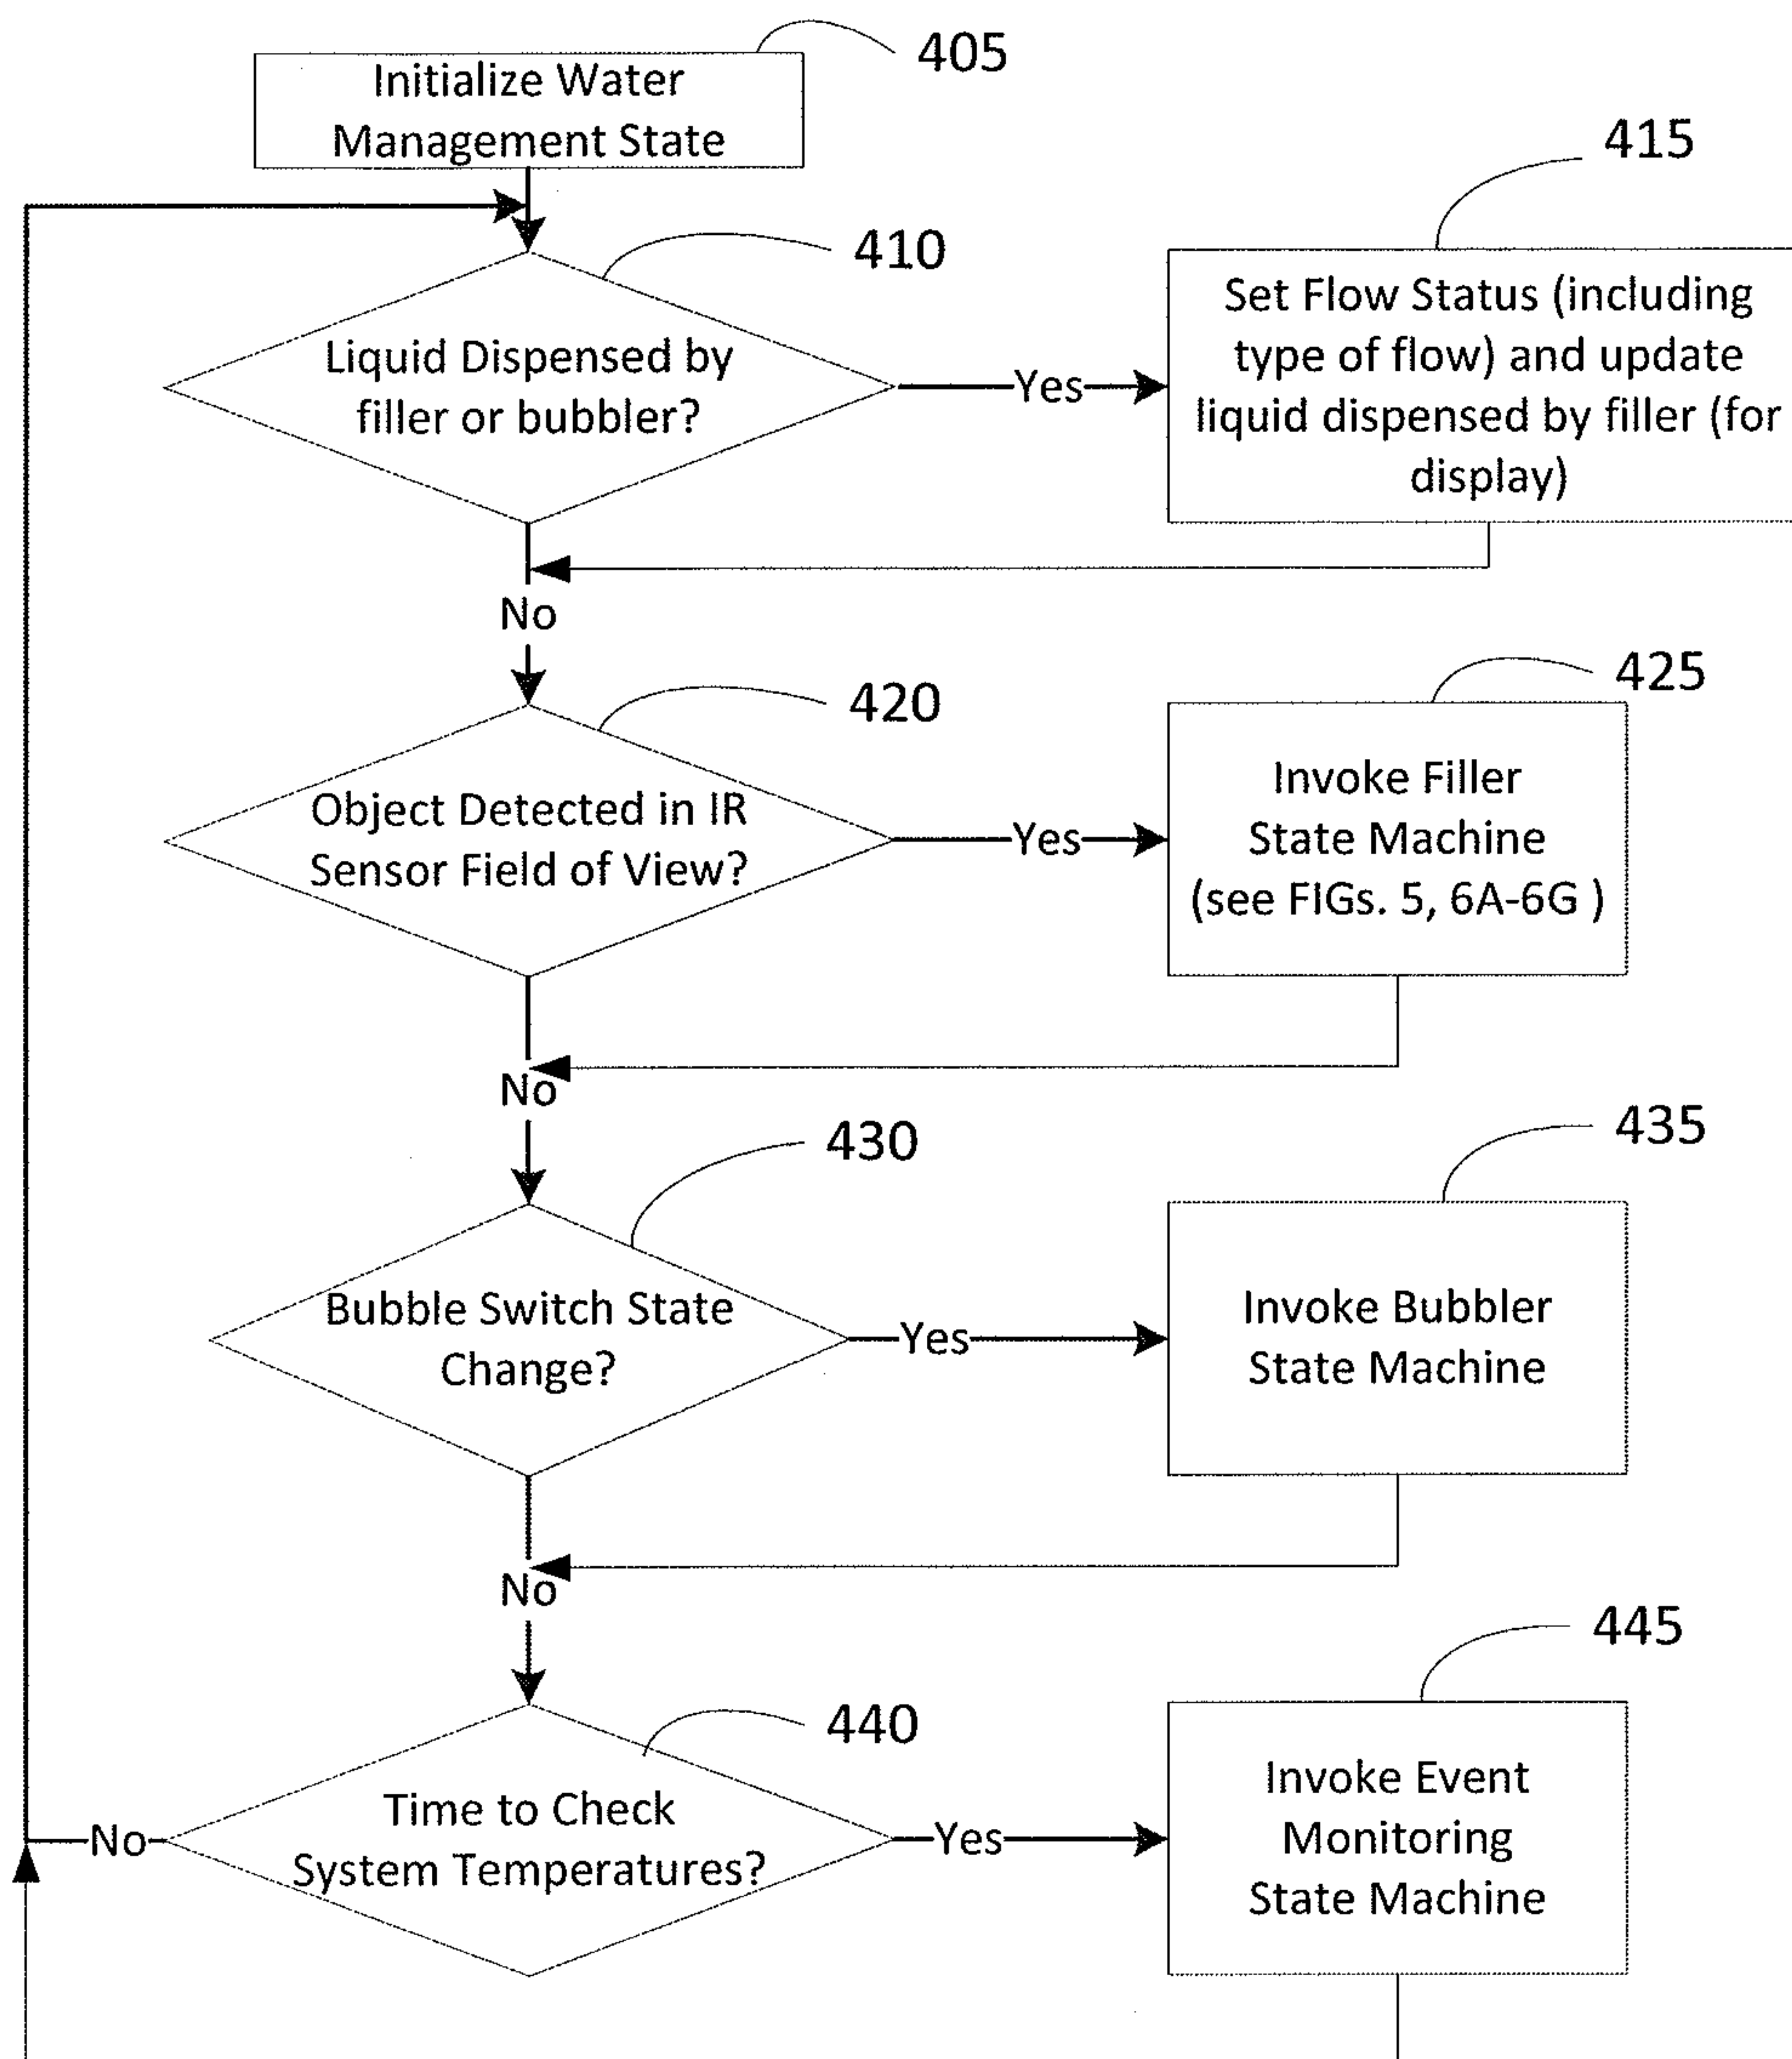 405
Initialize Water
Management State
410
415
Liquid Dispensed by
filler or bubbler?
Yes
Set Flow Status (including
type of flow) and update
liquid dispensed by filler (for
display)
No
420
425
Object Detected in IR
Sensor Field of View?
Yes
Invoke Filler
State Machine
(see FIGs. 5, 6A-6G )
No
430
435
Bubble Switch State
Change?
Yes
Invoke Bubbler
State Machine
No
440
445
Time to Check
System Temperatures?
No
Yes
Invoke Event
Monitoring
State Machine